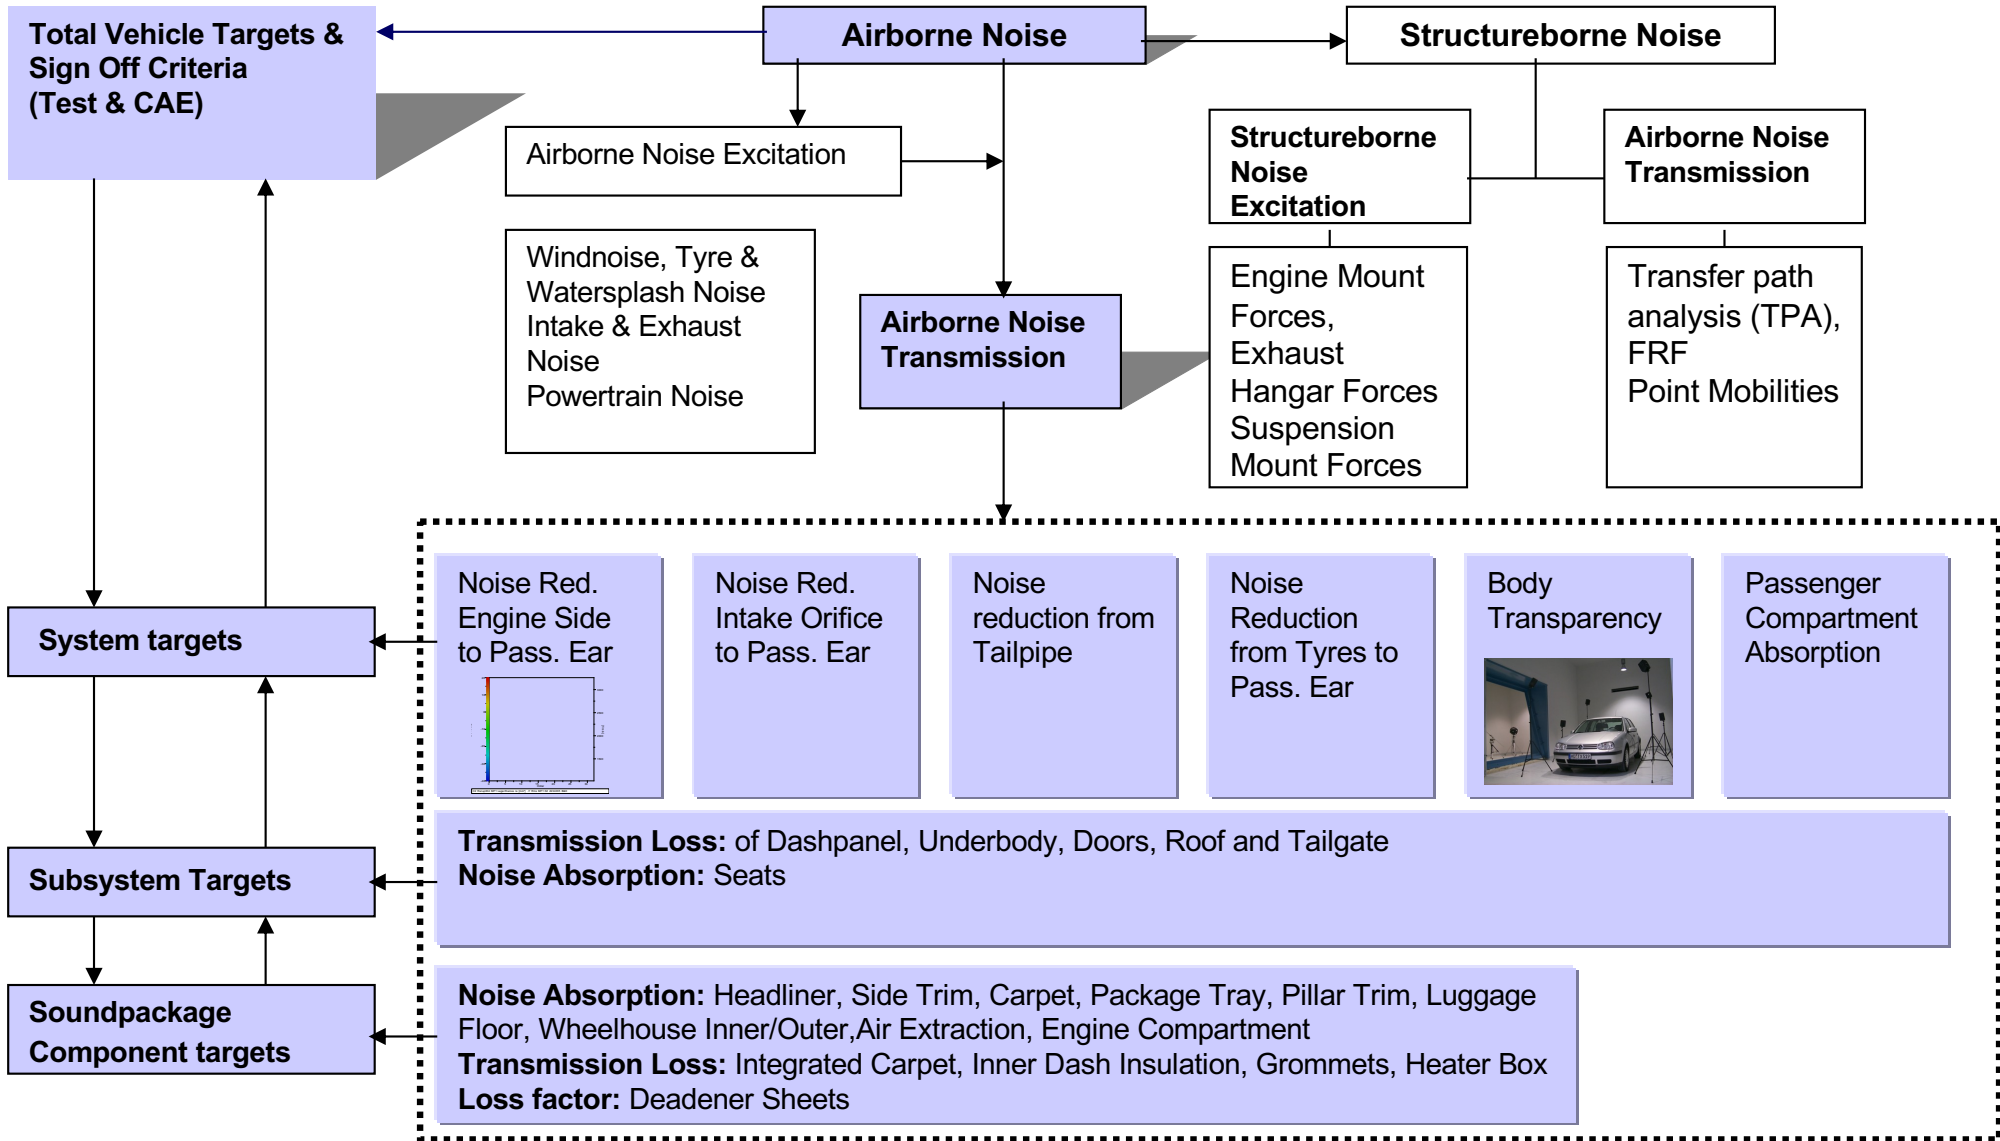 Total Vehicle Targets &
Sign Off Criteria
(Test & CAE)
Airborne Noise
Structureborne Noise
Airborne Noise Excitation
Structureborne
Noise
Excitation
Airborne Noise
Transmission
Windnoise, Tyre &
Watersplash Noise
Intake & Exhaust
Noise
Powertrain Noise
Airborne Noise
Transmission
Engine Mount
Forces,
Exhaust
Hangar Forces
Suspension
Mount Forces
Transfer path
analysis (TPA),
FRF
Point Mobilities
System targets
Noise Red.
Engine Side
to Pass. Ear
Noise Red.
Intake Orifice
to Pass. Ear
Noise
reduction from
Tailpipe
Noise
Reduction
from Tyres to
Pass. Ear
Body
Transparency
Passenger
Compartment
Absorption
Subsystem Targets
Transmission Loss: of Dashpanel, Underbody, Doors, Roof and Tailgate
Noise Absorption: Seats
Soundpackage
Component targets
Noise Absorption: Headliner, Side Trim, Carpet, Package Tray, Pillar Trim, Luggage
Floor, Wheelhouse Inner/Outer,Air Extraction, Engine Compartment
Transmission Loss: Integrated Carpet, Inner Dash Insulation, Grommets, Heater Box
Loss factor: Deadener Sheets